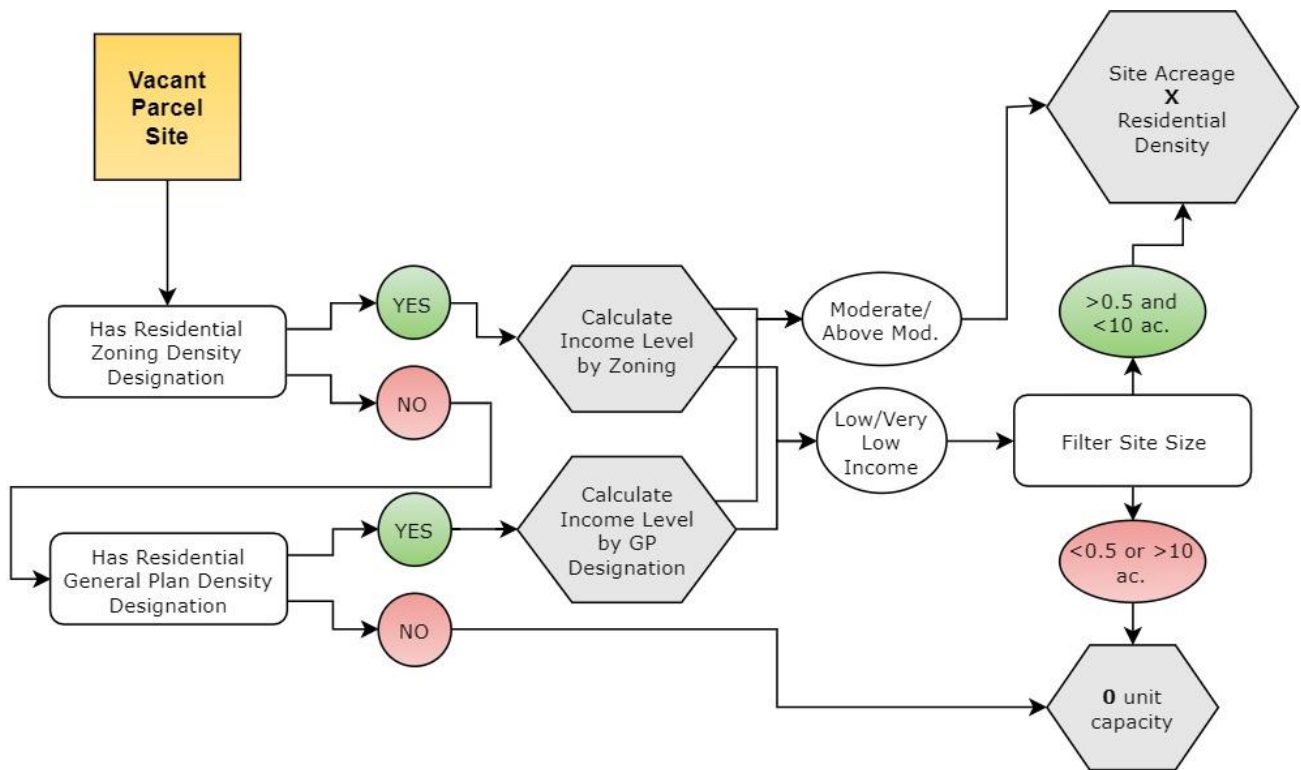 Vacant
Parcel
Site
Has Residential
Zoning Density
Designation
YES
NO
Calculate
Income Level
by Zoning
Moderate/
Above Mod.
Site Acreage
X
Residential
Density
>0.5 and
<10 ac.
Has Residential
General Plan Density
Designation
YES
NO
Calculate
Income Level
by GP
Designation
Low/Very
Low
Income
Filter Site Size
<0.5 or >10
ac.
0 unit
capacity